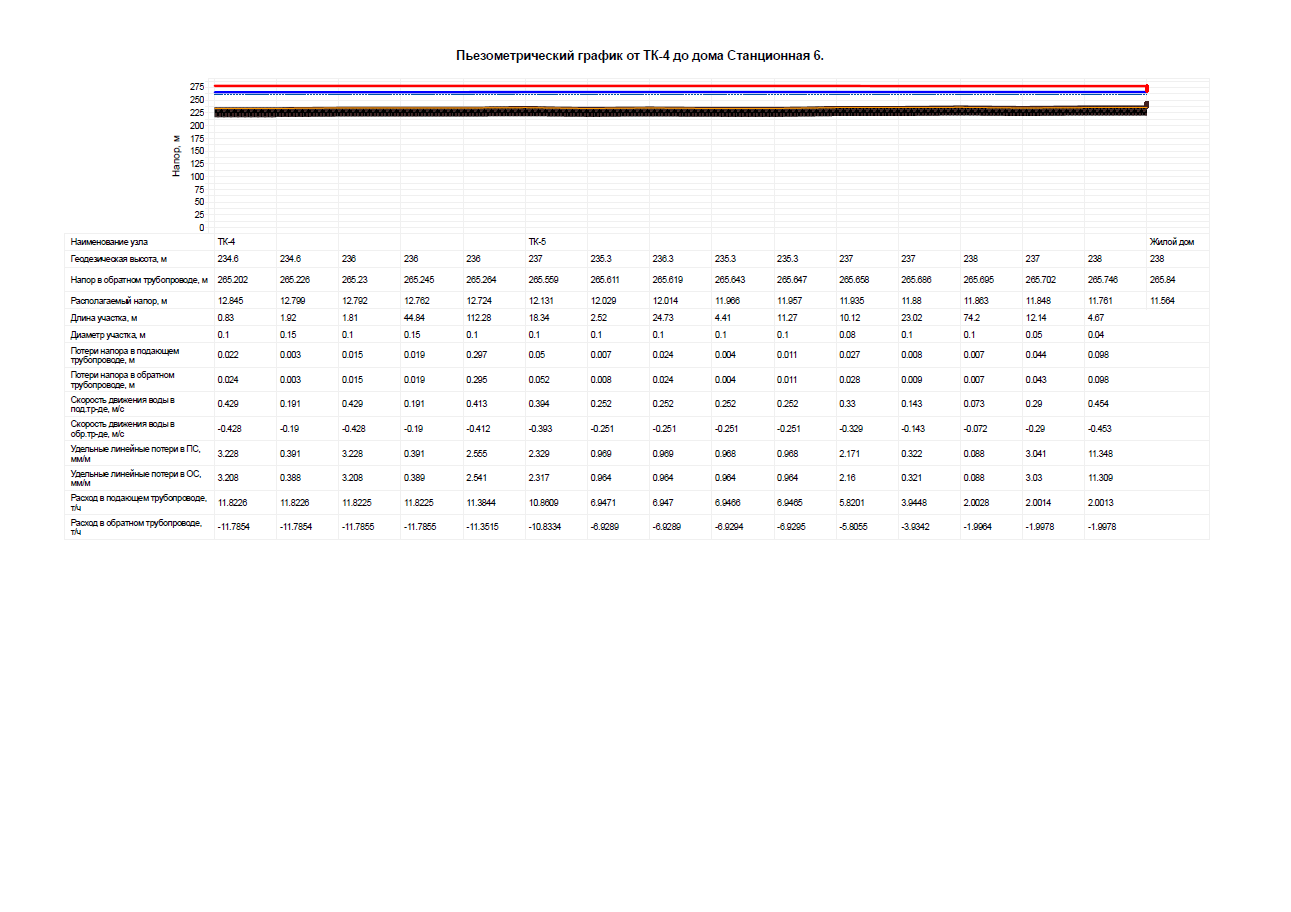 Пьезометрический график от ТК-4 до дома Станционная 6.
275
250
225
200
175
150
125
100
75
50
25
0
Напор, м
Наименование узла ТК-4 ТК-5 Жилой дом
Геодезическая высота, м 234.6 234.6 236 236 236 237 235.3 236.3 235.3 235.3 237 237 238 237 238 238
Напор в обратном трубопроводе, м 265.202 265.226 265.23 265.245 265.264 265.559 265.611 265.619 265.643 265.647 265.658 265.686 265.695 265.702 265.746 265.84
Располагаемый напор, м 12.845 12.799 12.792 12.762 12.724 12.131 12.029 12.014 11.966 11.957 11.935 11.88 11.863 11.848 11.761 11.564
Длина участка, м 0.83 1.92 1.81 44.84 112.28 18.34 2.52 24.73 4.41 11.27 10.12 23.02 74.2 12.14 4.67
Диаметр участка, м 0.1 0.15 0.1 0.15 0.1 0.1 0.1 0.1 0.1 0.1 0.08 0.1 0.1 0.05 0.04
Потери напора в подающем
трубопроводе, м 0.022 0.003 0.015 0.019 0.297 0.05 0.007 0.024 0.004 0.011 0.027 0.008 0.007 0.044 0.098
Потери напора в обратном
трубопроводе, м 0.024 0.003 0.015 0.019 0.295 0.052 0.008 0.024 0.004 0.011 0.028 0.009 0.007 0.043 0.098
Скорость движения воды в
под.тр-де, м/с 0.429 0.191 0.429 0.191 0.413 0.394 0.252 0.252 0.252 0.252 0.33 0.143 0.073 0.29 0.454
Скорость движения воды в
обр.тр-де, м/с -0.428 -0.19 -0.428 -0.19 -0.412 -0.393 -0.251 -0.251 -0.251 -0.251 -0.329 -0.143 -0.072 -0.29 -0.453
Удельные линейные потери в ПС,
мм/м 3.228 0.391 3.228 0.391 2.555 2.329 0.969 0.969 0.968 0.968 2.171 0.322 0.088 3.041 11.348
Удельные линейные потери в ОС,
мм/м 3.208 0.388 3.208 0.389 2.541 2.317 0.964 0.964 0.964 0.964 2.16 0.321 0.088 3.03 11.309
Расход в подающем трубопроводе,
т/ч 11.8226 11.8226 11.8225 11.8225 11.3844 10.8609 6.9471 6.947 6.9466 6.9465 5.8201 3.9448 2.0028 2.0014 2.0013
Расход в обратном трубопроводе,
т/ч -11.7854 -11.7854 -11.7855 -11.7855 -11.3515 -10.8334 -6.9289 -6.9289 -6.9294 -6.9295 -5.8055 -3.9342 -1.9964 -1.9978 -1.9978